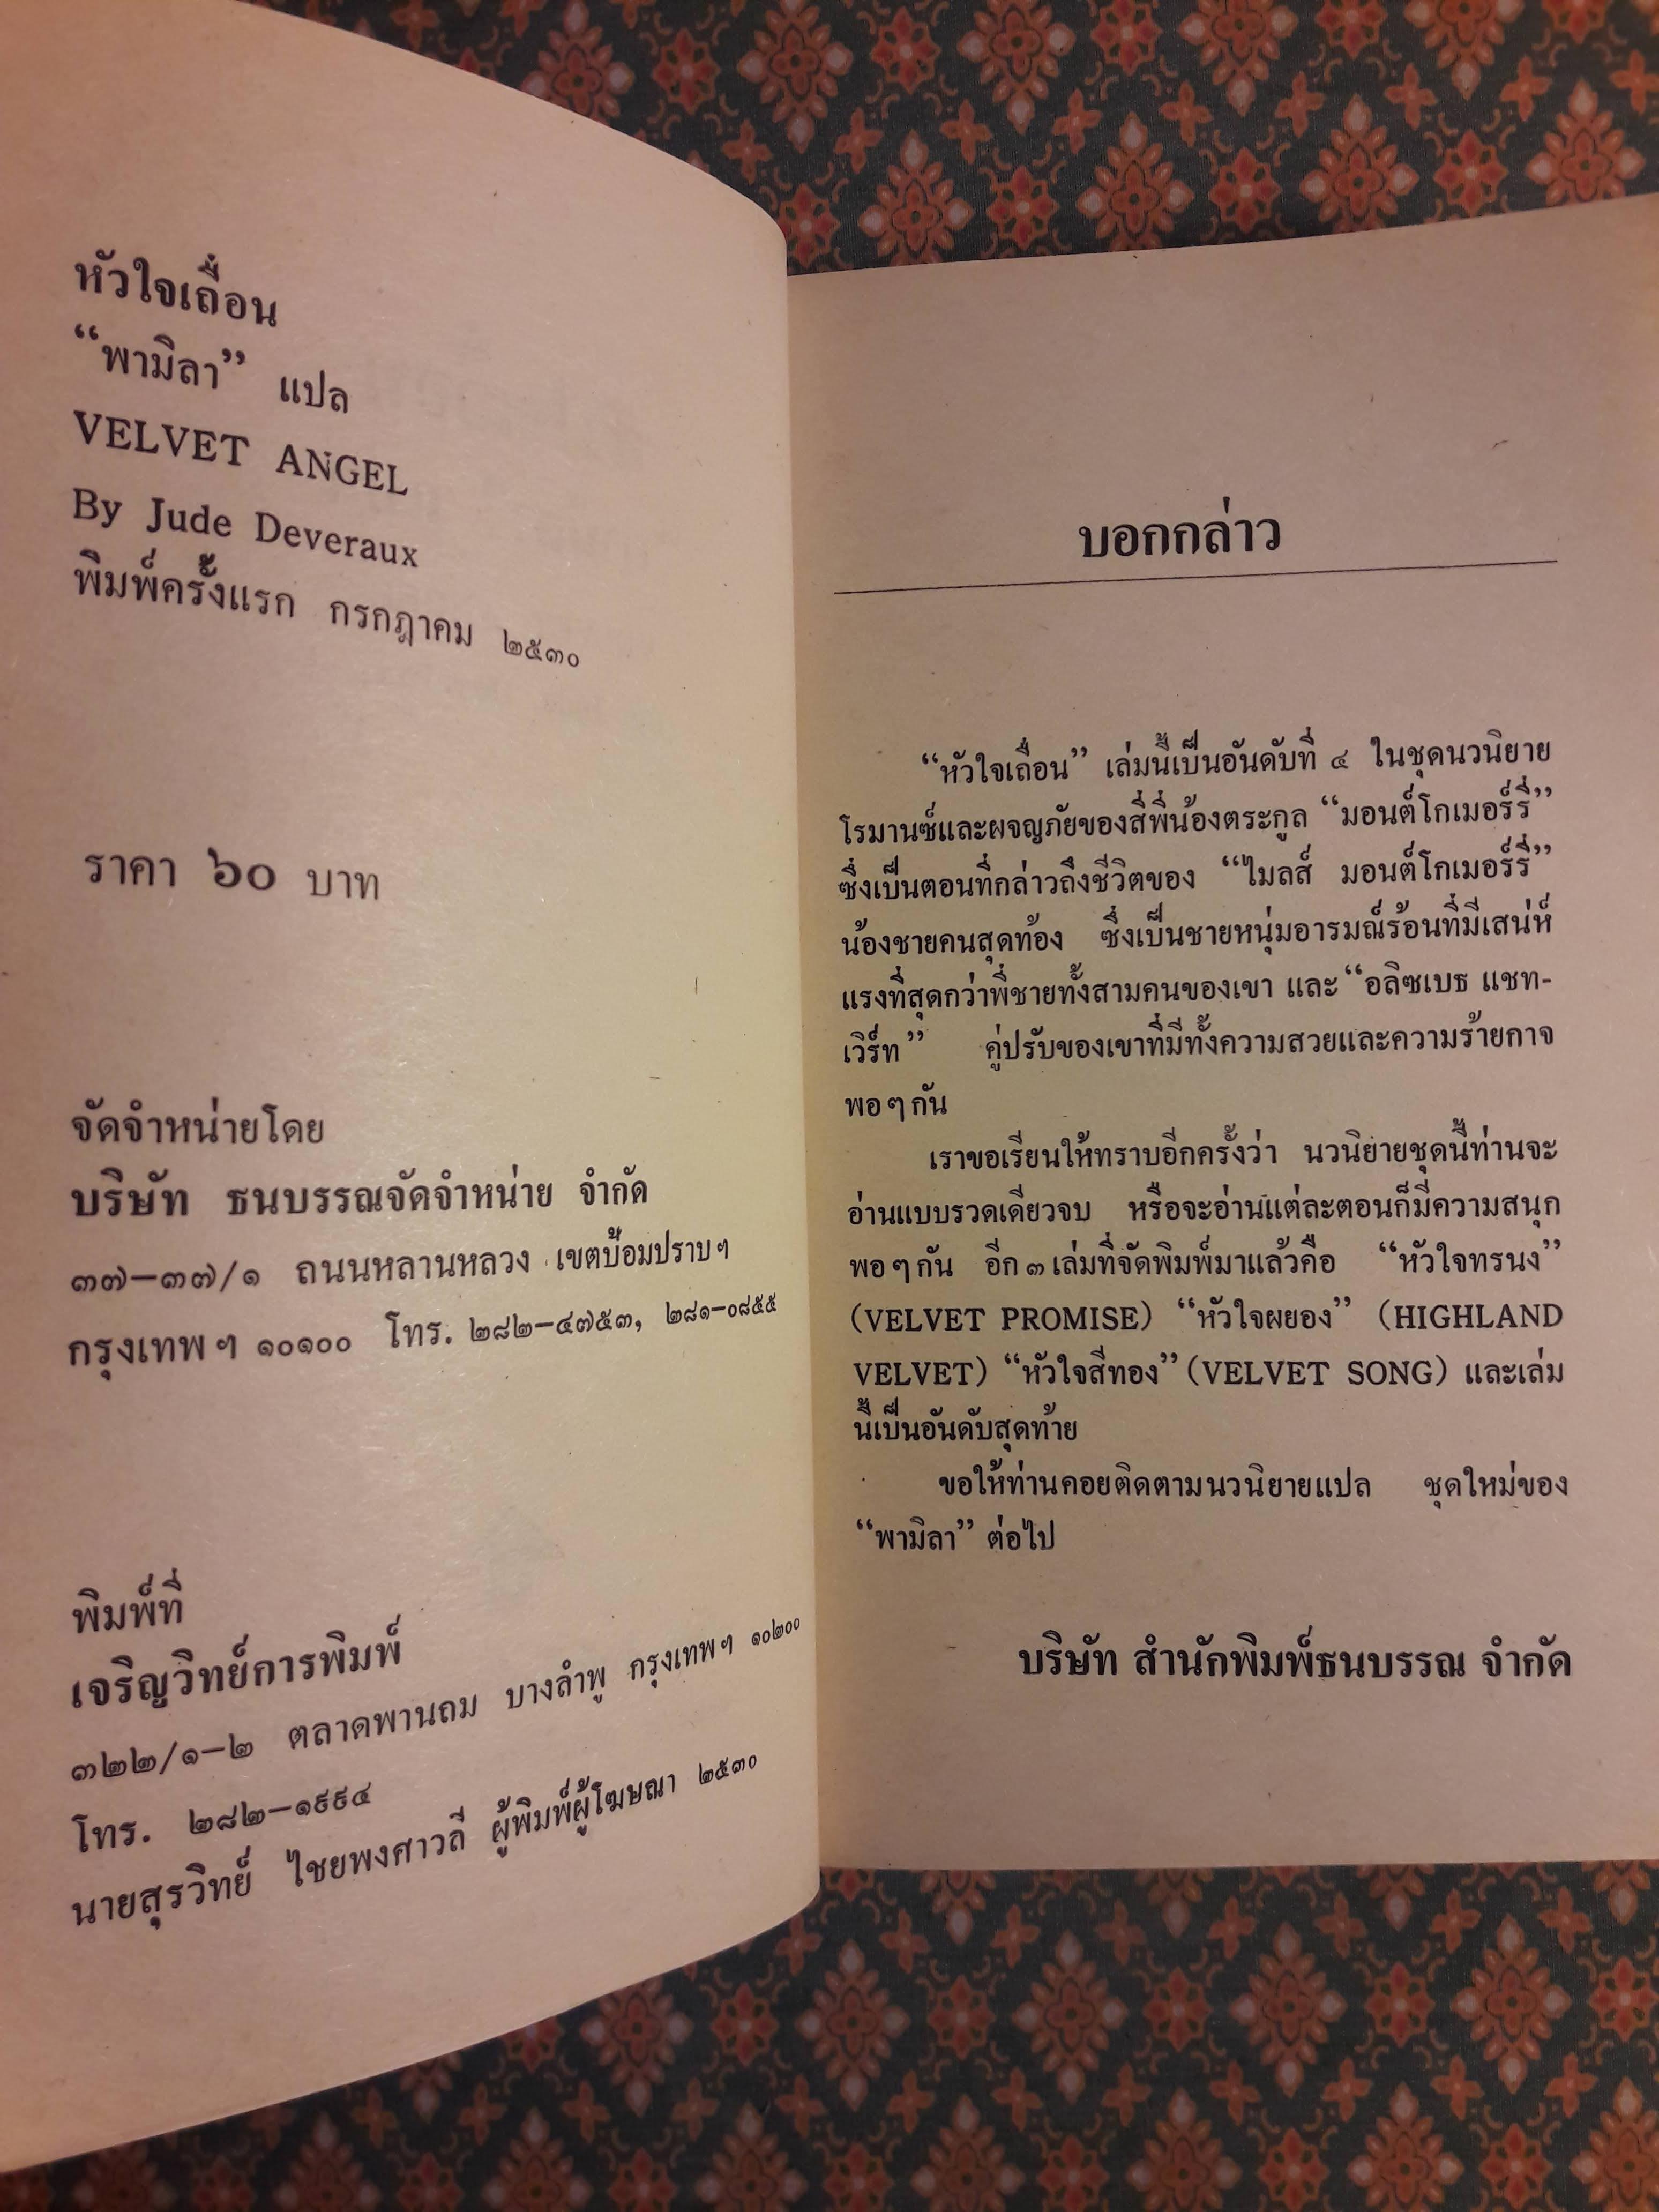 หัวใจเถื่อน
“พามิลา” แปล
VELVET ANGEL
By Jude Deveraux
พิมพ์ครั้งแรก กรกฎาคม ๒๕๓๐
ราคา ๖๐ บาท
จัดจำหน่ายโดย
บริษัท ธนบรรณจัดจำหน่าย จำกัด
๓๗–๓๗/๑ ถนนหลานหลวง เขตป้อมปราบฯ
กรุงเทพฯ ๑๐๑๐๐ โทร. ๒๘๒–๔๗๕๓, ๒๘๑–๐๘๕๕
พิมพ์ที่
เจริญวิทย์การพิมพ์
๓๒๒/๑–๒ ตลาดพานถม บางลำพู กรุงเทพฯ ๑๐๒๐๐
โทร. ๒๘๒–๑๙๙๔
นายสุรวิทย์ ไชยพงศาวลี ผู้พิมพ์ผู้โฆษณา ๒๕๓๐
บอกกล่าว
“หัวใจเถื่อน” เล่มนี้เป็นอันดับที่ ๔ ในชุดนวนิยาย
โรมานซ์และผจญภัยของสี่พี่น้องตระกูล “มอนต์โกเมอร์รี่”
ซึ่งเป็นตอนที่กล่าวถึงชีวิตของ “ไมลส์ มอนต์โกเมอร์รี่”
น้องชายคนสุดท้อง ซึ่งเป็นชายหนุ่มอารมณ์ร้อนที่มีเสน่ห์
แรงที่สุดกว่าพี่ชายทั้งสามคนของเขา และ “อลิซเบธ แชท-
เวิร์ท” คู่ปรับของเขาที่มีทั้งความสวยและความร้ายกาจ
พอๆกัน
เราขอเรียนให้ทราบอีกครั้งว่า นวนิยายชุดนี้ท่านจะ
อ่านแบบรวดเดียวจบ หรือจะอ่านแต่ละตอนก็มีความสนุก
พอๆกัน อีก ๓ เล่มที่จัดพิมพ์มาแล้วคือ “หัวใจทรนง”
(VELVET PROMISE) “หัวใจผยอง” (HIGHLAND
VELVET) “หัวใจสีทอง” (VELVET SONG) และเล่ม
นี้เป็นอันดับสุดท้าย
ขอให้ท่านคอยติดตามนวนิยายแปล ชุดใหม่ของ
“พามิลา” ต่อไป
บริษัท สำนักพิมพ์ธนบรรณ จำกัด